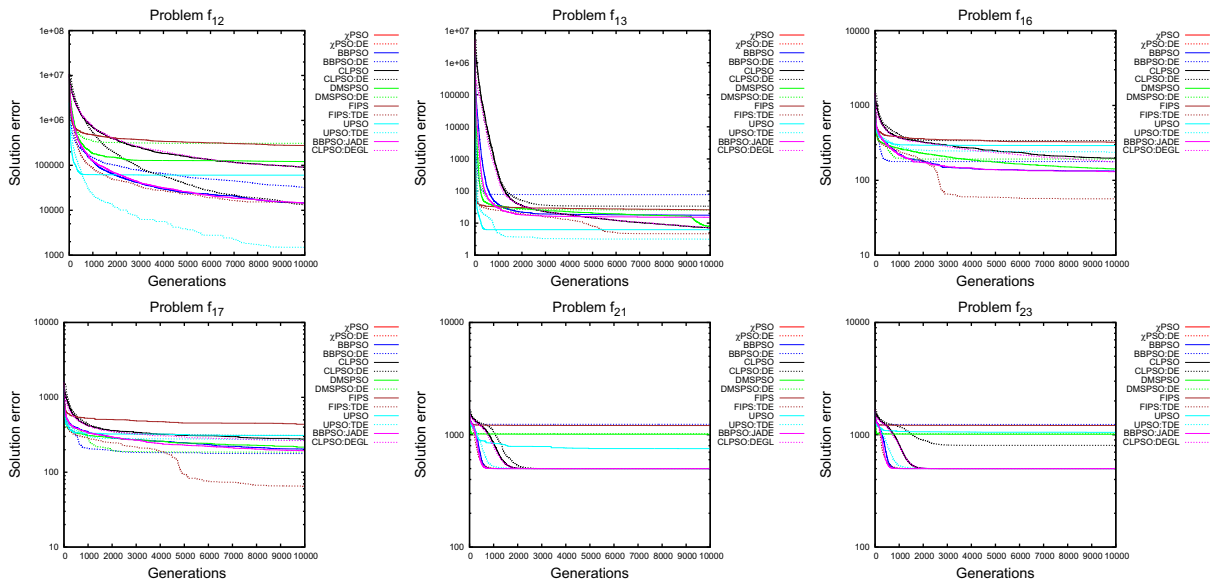 Problem f12
Solution error
1e+08
1e+07
1e+06
100000
10000
1000
0 1000 2000 3000 4000 5000 6000 7000 8000 9000 10000
Generations
χPSO
χPSO:DE
BBPSO
BBPSO:DE
CLPSO
CLPSO:DE
DMSPSO
DMSPSO:DE
FIPS
FIPS:TDE
UPSO
UPSO:TDE
BBPSO:JADE
CLPSO:DEGL
Problem f13
Solution error
1e+07
1e+06
100000
10000
1000
100
10
1
0 1000 2000 3000 4000 5000 6000 7000 8000 9000 10000
Generations
χPSO
χPSO:DE
BBPSO
BBPSO:DE
CLPSO
CLPSO:DE
DMSPSO
DMSPSO:DE
FIPS
FIPS:TDE
UPSO
UPSO:TDE
BBPSO:JADE
CLPSO:DEGL
Problem f16
Solution error
10000
1000
100
10
0 1000 2000 3000 4000 5000 6000 7000 8000 9000 10000
Generations
χPSO
χPSO:DE
BBPSO
BBPSO:DE
CLPSO
CLPSO:DE
DMSPSO
DMSPSO:DE
FIPS
FIPS:TDE
UPSO
UPSO:TDE
BBPSO:JADE
CLPSO:DEGL
Problem f17
Solution error
10000
1000
100
10
0 1000 2000 3000 4000 5000 6000 7000 8000 9000 10000
Generations
χPSO
χPSO:DE
BBPSO
BBPSO:DE
CLPSO
CLPSO:DE
DMSPSO
DMSPSO:DE
FIPS
FIPS:TDE
UPSO
UPSO:TDE
BBPSO:JADE
CLPSO:DEGL
Problem f21
Solution error
10000
1000
100
0 1000 2000 3000 4000 5000 6000 7000 8000 9000 10000
Generations
χPSO
χPSO:DE
BBPSO
BBPSO:DE
CLPSO
CLPSO:DE
DMSPSO
DMSPSO:DE
FIPS
FIPS:TDE
UPSO
UPSO:TDE
BBPSO:JADE
CLPSO:DEGL
Problem f23
Solution error
10000
1000
100
0 1000 2000 3000 4000 5000 6000 7000 8000 9000 10000
Generations
χPSO
χPSO:DE
BBPSO
BBPSO:DE
CLPSO
CLPSO:DE
DMSPSO
DMSPSO:DE
FIPS
FIPS:TDE
UPSO
UPSO:TDE
BBPSO:JADE
CLPSO:DEGL